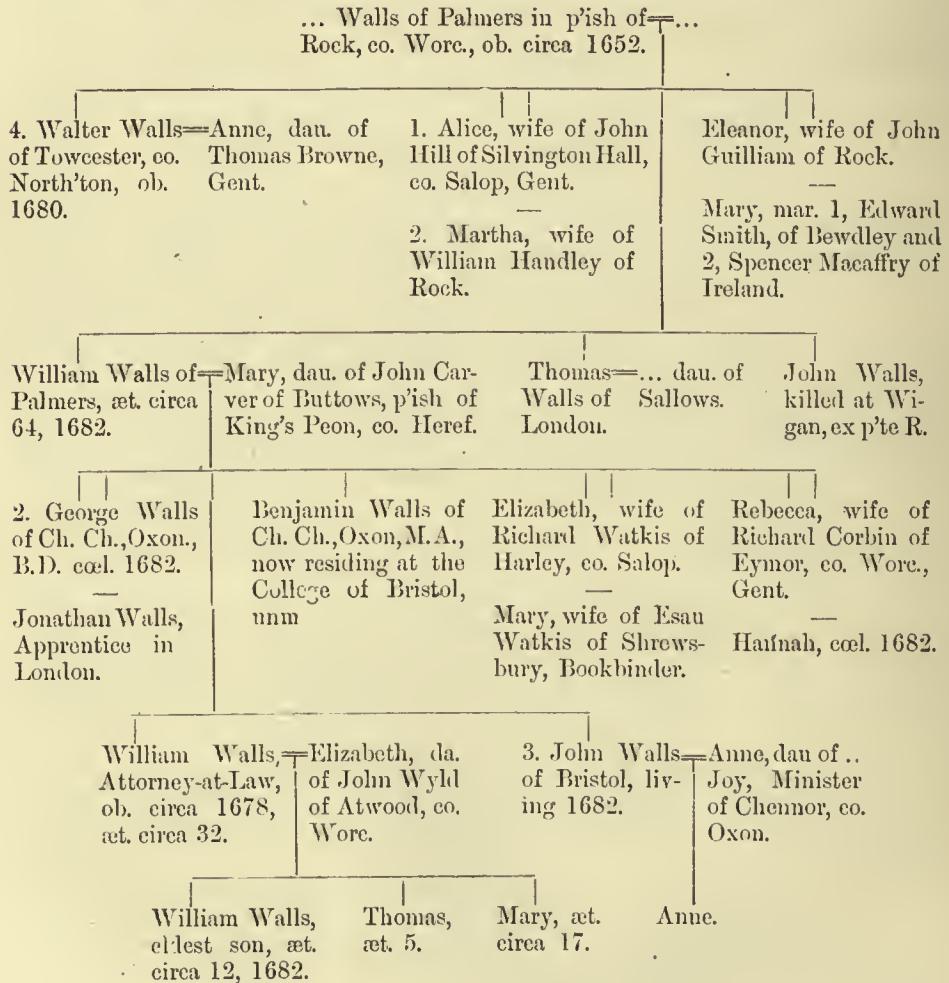 ... Walls of Palmers in p'ish of=...
Rock, co. Worc., ob. circa 1652.
4. Walter Walls=Anne, dau. of
of Towcester, co. Thomas Browne,
North'ton, ob. Gent.
1680.
1. Alice, wife of John
Hill of Silvington Hall,
co. Salop, Gent.
—
2. Martha, wife of
William Handley of
Rock.
Eleanor, wife of John
Guilliam of Rock.
—
Mary, mar. 1, Edward
Smith, of Bewdley and
2, Spencer Macaffry of
Ireland.
William Walls of=Mary, dau. of John Car-
Palmers, æt. circa ver of Buttows, p'ish of
64, 1682. King's Peon, co. Heref.
Thomas=... dau. of
Walls of Sallows.
London.
John Walls,
killed at Wi-
gan, ex p'te R.
2. George Walls
of Ch. Ch., Oxon.,
B.D. cœl. 1682.
—
Jonathan Walls,
Apprentice in
London.
Benjamin Walls of
Ch. Ch., Oxon, M.A.,
now residing at the
College of Bristol,
unm
Elizabeth, wife of
Richard Watkis of
Harley, co. Salop.
—
Mary, wife of Esau
Watkis of Shrews-
bury, Bookbinder.
Rebecca, wife of
Richard Corbin of
Eymor, co. Worc.,
Gent.
—
Hannah, cœl. 1682.
William Walls,=Elizabeth, da.
Attorney-at-Law, of John Wyld
ob. circa 1678, of Atwood, co.
æt. circa 32. Worc.
3. John Walls=Anne, dau of ..
of Bristol, liv- Joy, Minister
ing 1682. of Chennor, co.
Oxon.
William Walls,
eldest son, æt.
circa 12, 1682.
Thomas,
æt. 5.
Mary, æt.
circa 17.
Anne.